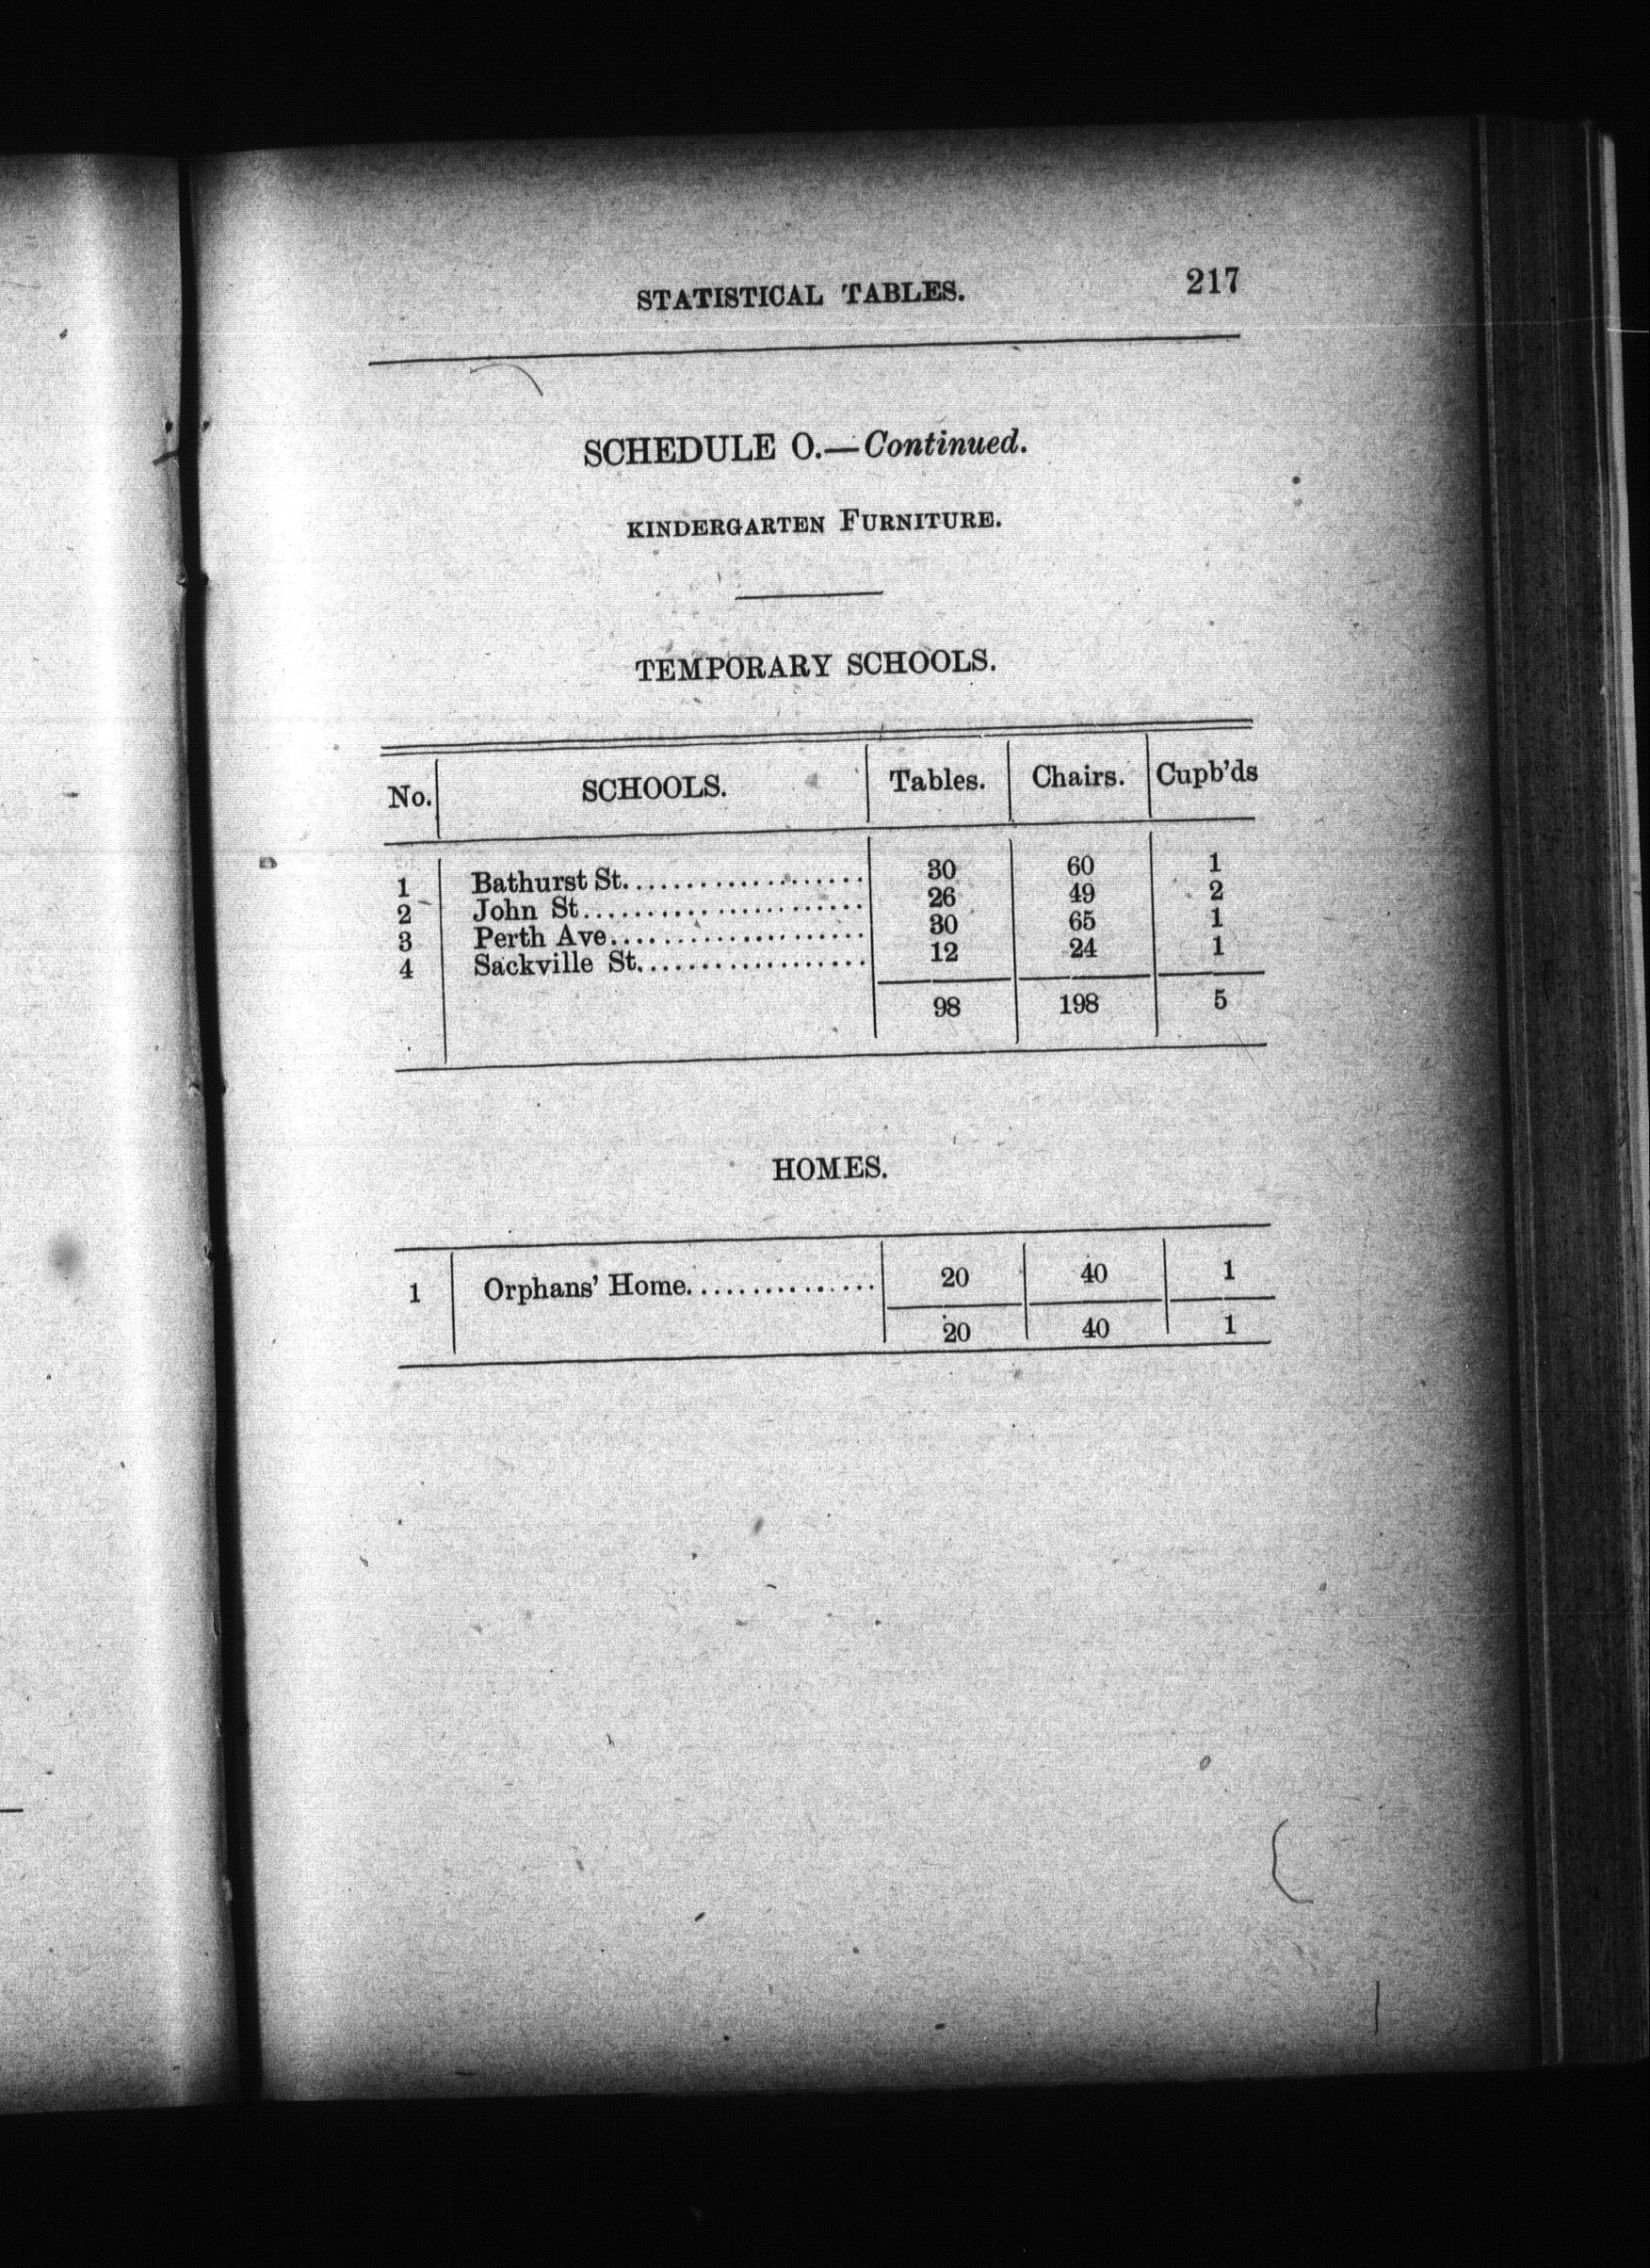 STATISTICAL TABLES. 217
SCHEDULE O.—Continued.
KINDERGARTEN FURNITURE.
TEMPORARY SCHOOLS.
No. SCHOOLS. Tables. Chairs. Cupb'ds
1 Bathurst St................... 30 60 1
2 John St...................... 26 49 2
3 Perth Ave.................... 30 65 1
4 Sackville St.................. 12 24 1
98 198 5
HOMES.
1 Orphans' Home............... 20 40 1
20 40 1